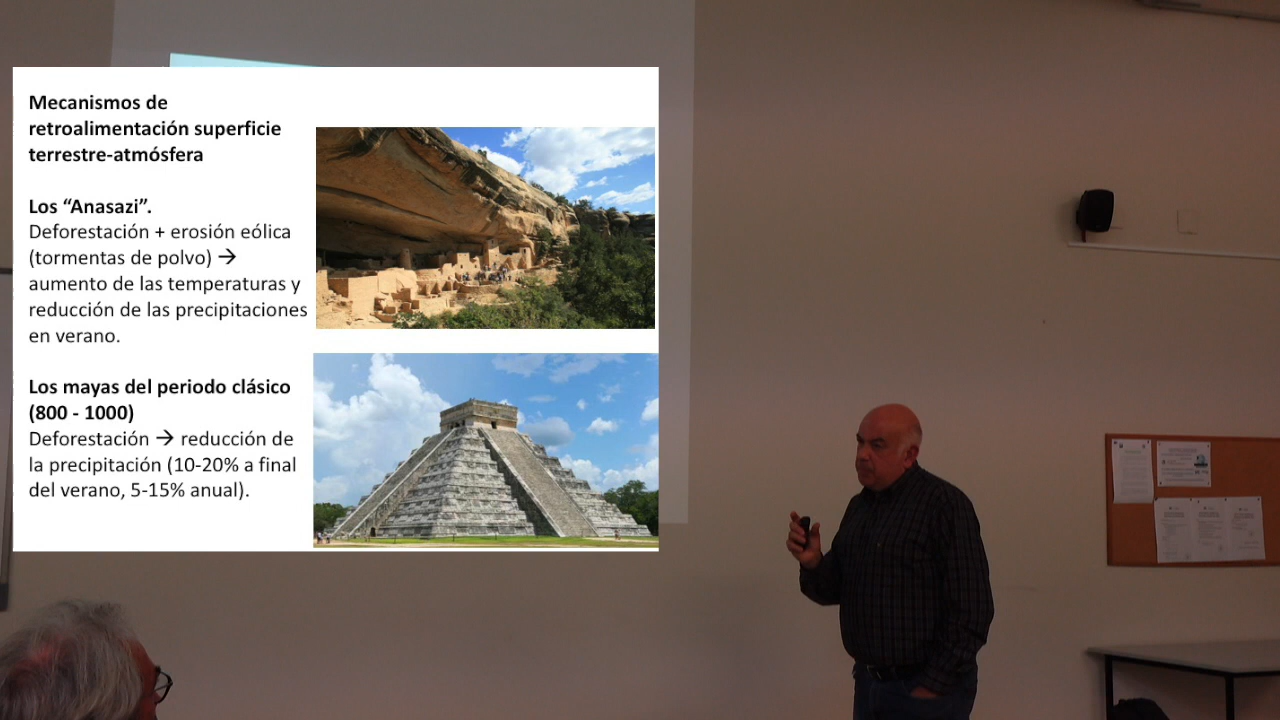 Mecanismos de
retroalimentación superficie
terrestre-atmósfera
Los “Anasazi”.
Deforestación + erosión eólica
(tormentas de polvo) →
aumento de las temperaturas y
reducción de las precipitaciones
en verano.
Los mayas del periodo clásico
(800 - 1000)
Deforestación → reducción de
la precipitación (10-20% a final
del verano, 5-15% anual).